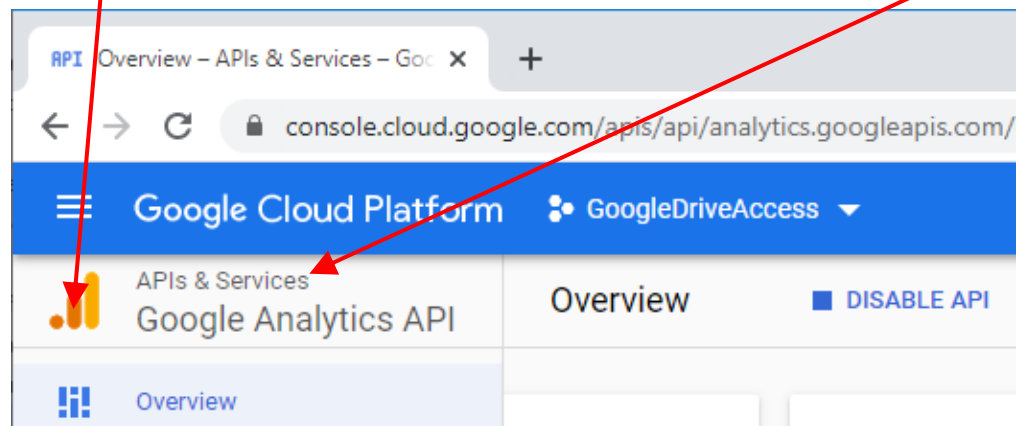 API Overview – APIs & Services – Goo
console.cloud.google.com/apis/api/analytics.googleapis.com/
Google Cloud Platform GoogleDriveAccess
APIs & Services
Google Analytics API
Overview DISABLE API
Overview